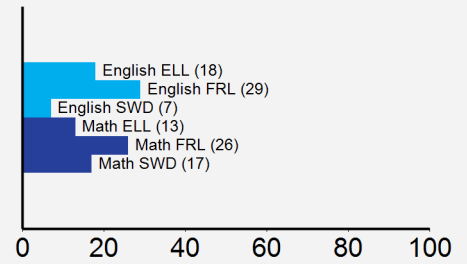 English ELL (18)
English FRL (29)
English SWD (7)
Math ELL (13)
Math FRL (26)
Math SWD (17)
0 20 40 60 80 100